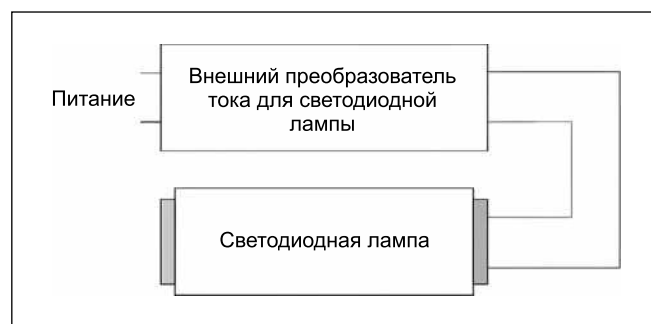 Внешний преобразователь
тока для светодиодной
лампы
Питание
Светодиодная лампа